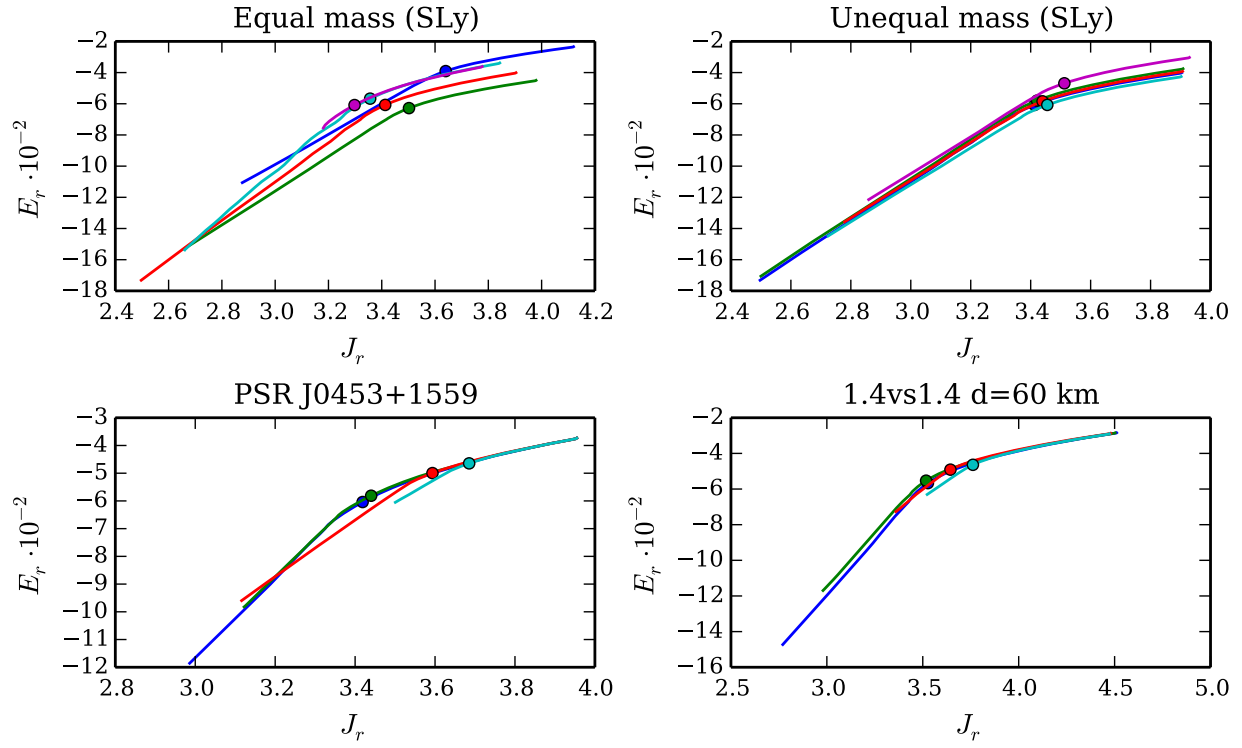 Equal mass (SLy)
−2
−4
−6
−8
−10
−12
−14
−16
−18
E_r ·10^−2
2.4 2.6 2.8 3.0 3.2 3.4 3.6 3.8 4.0 4.2
J_r
Unequal mass (SLy)
−2
−4
−6
−8
−10
−12
−14
−16
−18
E_r ·10^−2
2.4 2.6 2.8 3.0 3.2 3.4 3.6 3.8 4.0
J_r
PSR J0453+1559
−3
−4
−5
−6
−7
−8
−9
−10
−11
−12
E_r ·10^−2
2.8 3.0 3.2 3.4 3.6 3.8 4.0
J_r
1.4vs1.4 d=60 km
−2
−4
−6
−8
−10
−12
−14
−16
E_r ·10^−2
2.5 3.0 3.5 4.0 4.5 5.0
J_r